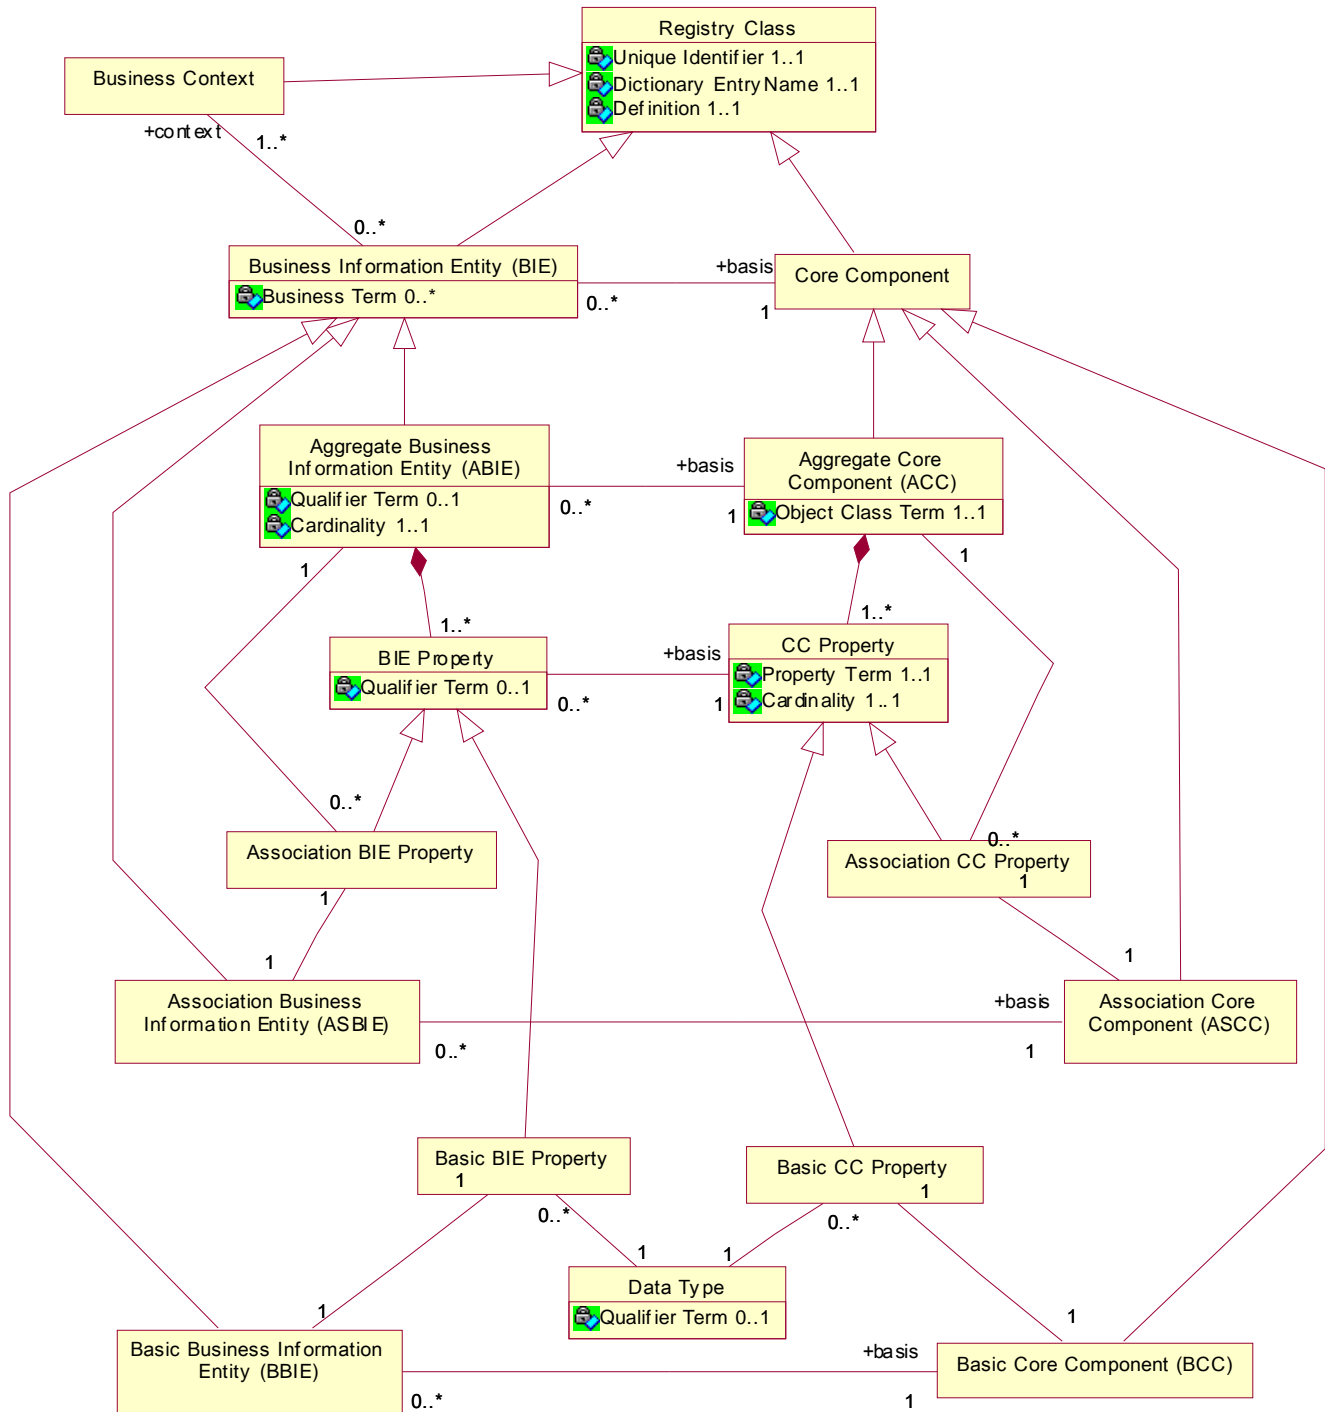 Registry Class
Unique Identifier 1..1
Dictionary Entry Name 1..1
Definition 1..1
Business Context
+context
1..*
0..*
Business Information Entity (BIE)
Business Term 0..*
+basis
0..*
1
Core Component
Aggregate Business
Information Entity (ABIE)
Qualifier Term 0..1
Cardinality 1..1
+basis
0..*
1
Aggregate Core
Component (ACC)
Object Class Term 1..1
1
1
1..*
1..*
BIE Property
Qualifier Term 0..1
+basis
0..*
1
CC Property
Property Term 1..1
Cardinality 1..1
0..*
Association BIE Property
1
0..*
Association CC Property
1
1
1
Association Business
Information Entity (ASBIE)
+basis
0..*
1
Association Core
Component (ASCC)
Basic BIE Property
1
0..*
Basic CC Property
1
0..*
1
1
Data Type
Qualifier Term 0..1
1
1
Basic Business Information
Entity (BBIE)
+basis
0..*
1
Basic Core Component (BCC)